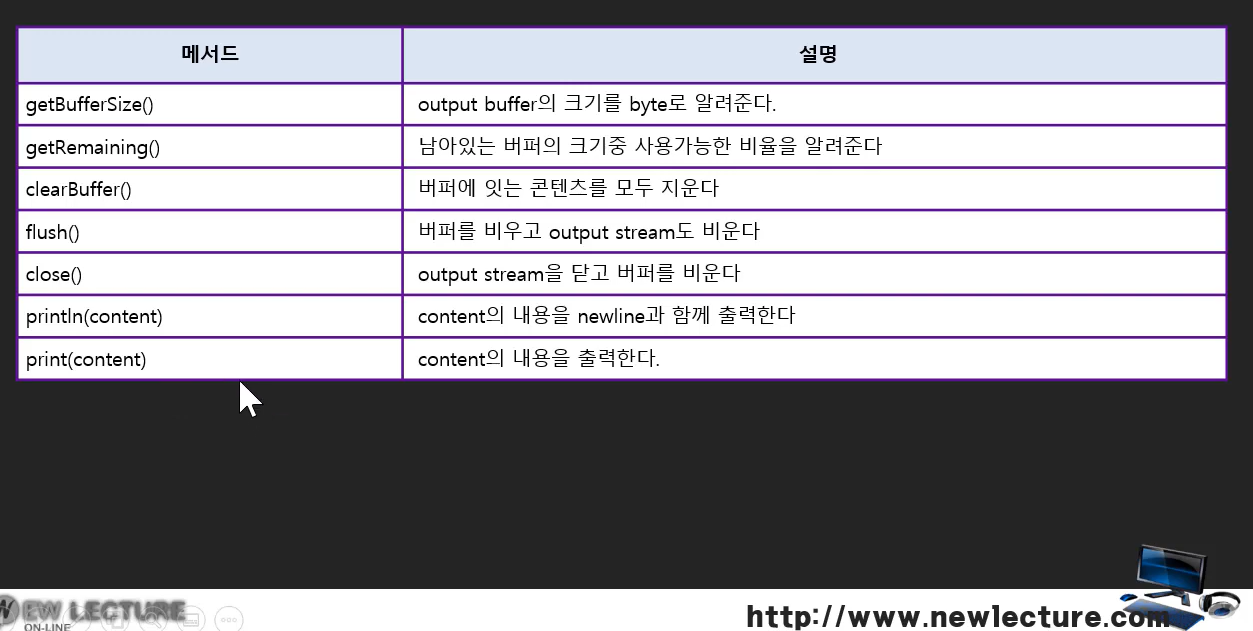 메서드 설명
getBufferSize() output buffer의 크기를 byte로 알려준다.
getRemaining() 남아있는 버퍼의 크기중 사용가능한 비율을 알려준다
clearBuffer() 버퍼에 잇는 콘텐츠를 모두 지운다
flush() 버퍼를 비우고 output stream도 비운다
close() output stream을 닫고 버퍼를 비운다
println(content) content의 내용을 newline과 함께 출력한다
print(content) content의 내용을 출력한다.
NEW LECTURE
ON-LINE
http://www.newlecture.com